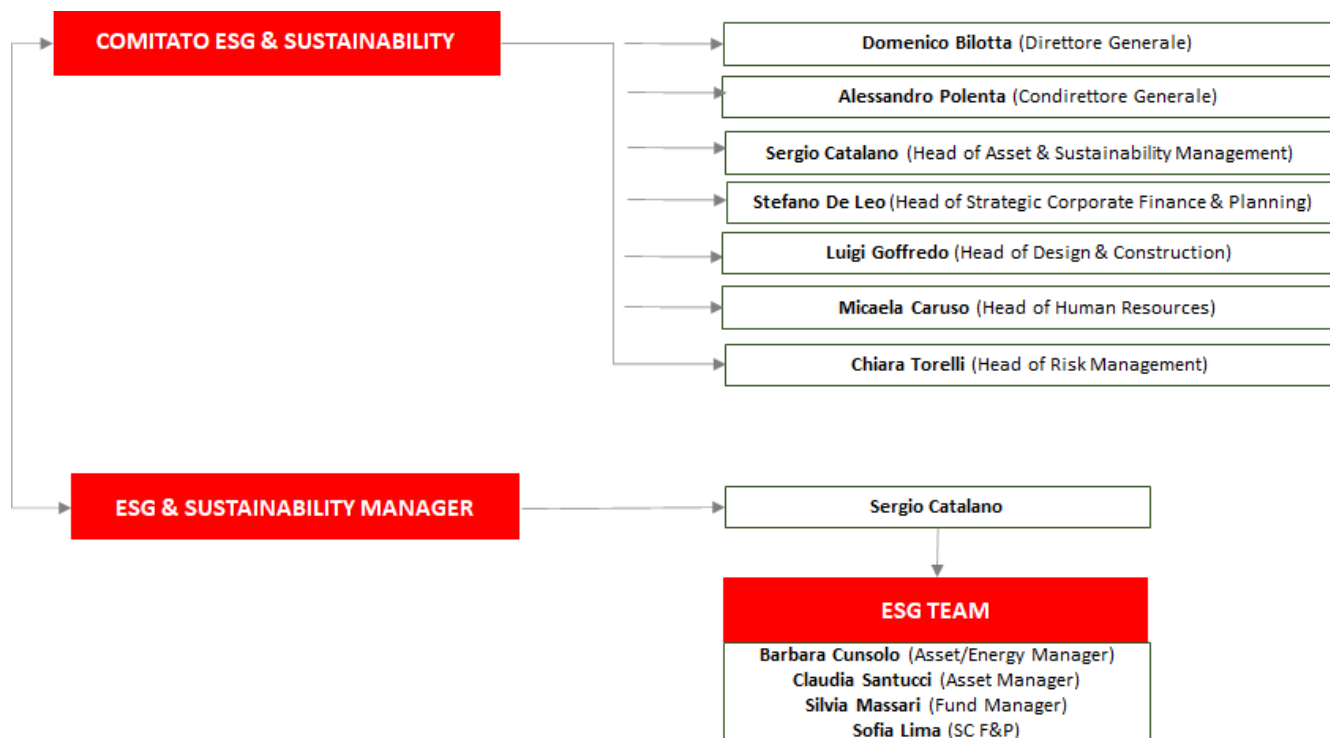 COMITATO ESG & SUSTAINABILITY
Domenico Bilotta (Direttore Generale)
Alessandro Polenta (Condirettore Generale)
Sergio Catalano (Head of Asset & Sustainability Management)
Stefano De Leo (Head of Strategic Corporate Finance & Planning)
Luigi Goffredo (Head of Design & Construction)
Micaela Caruso (Head of Human Resources)
Chiara Torelli (Head of Risk Management)
ESG & SUSTAINABILITY MANAGER
Sergio Catalano
ESG TEAM
Barbara Cunsolo (Asset/Energy Manager)
Claudia Santucci (Asset Manager)
Silvia Massari (Fund Manager)
Sofia Lima (SC F&P)